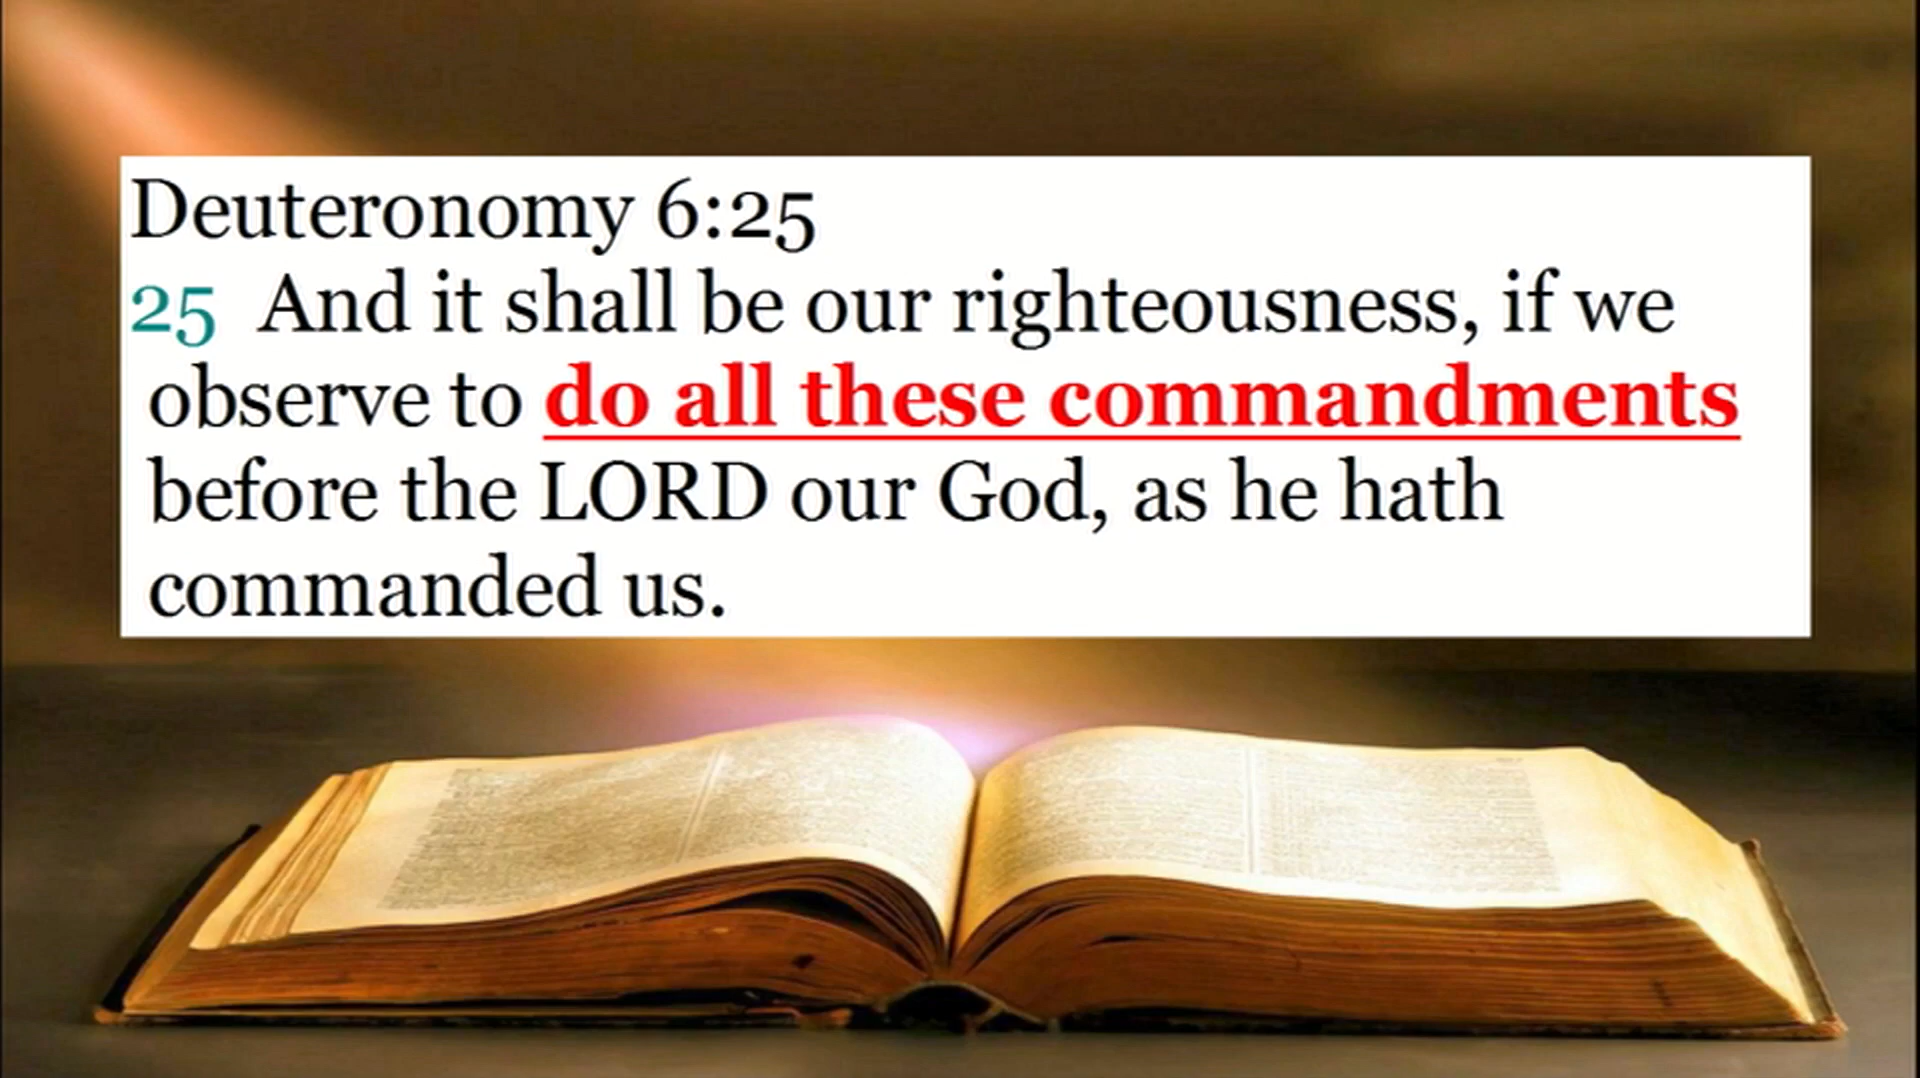 Deuteronomy 6:25
25 And it shall be our righteousness, if we
observe to do all these commandments
before the LORD our God, as he hath
commanded us.